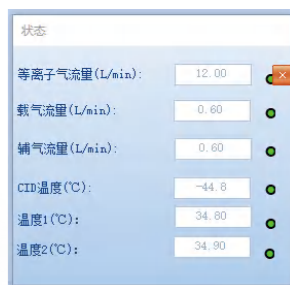 状态
等离子气流量(L/min): 12.00
载气流量(L/min): 0.60
辅气流量(L/min): 0.60
CID温度(℃): -44.8
温度1(℃): 34.80
温度2(℃): 34.90